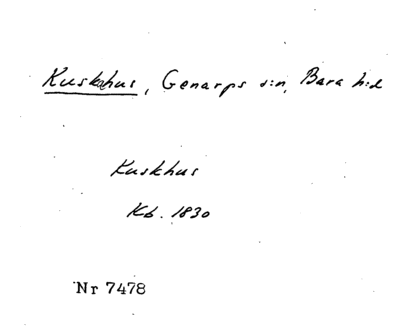 Kuskhus, Genarps s:n, Bara h:d
Kuskhus
Kb. 1830
Nr 7478